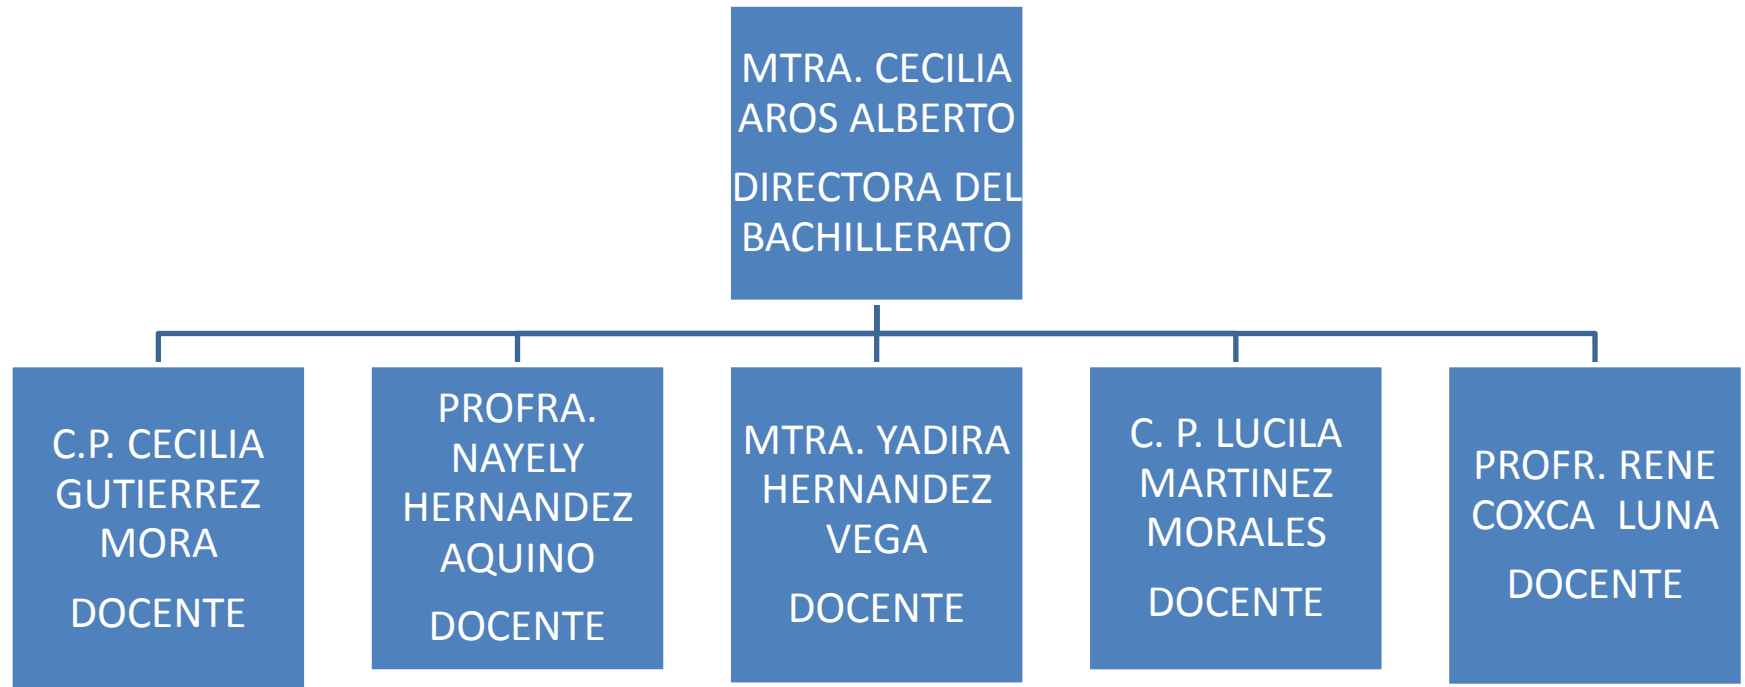 MTRA. CECILIA
AROS ALBERTO
DIRECTORA DEL
BACHILLERATO
C.P. CECILIA
GUTIERREZ
MORA
DOCENTE
PROFRA.
NAYELY
HERNANDEZ
AQUINO
DOCENTE
MTRA. YADIRA
HERNANDEZ
VEGA
DOCENTE
C. P. LUCILA
MARTINEZ
MORALES
DOCENTE
PROFR. RENE
COXCA  LUNA
DOCENTE